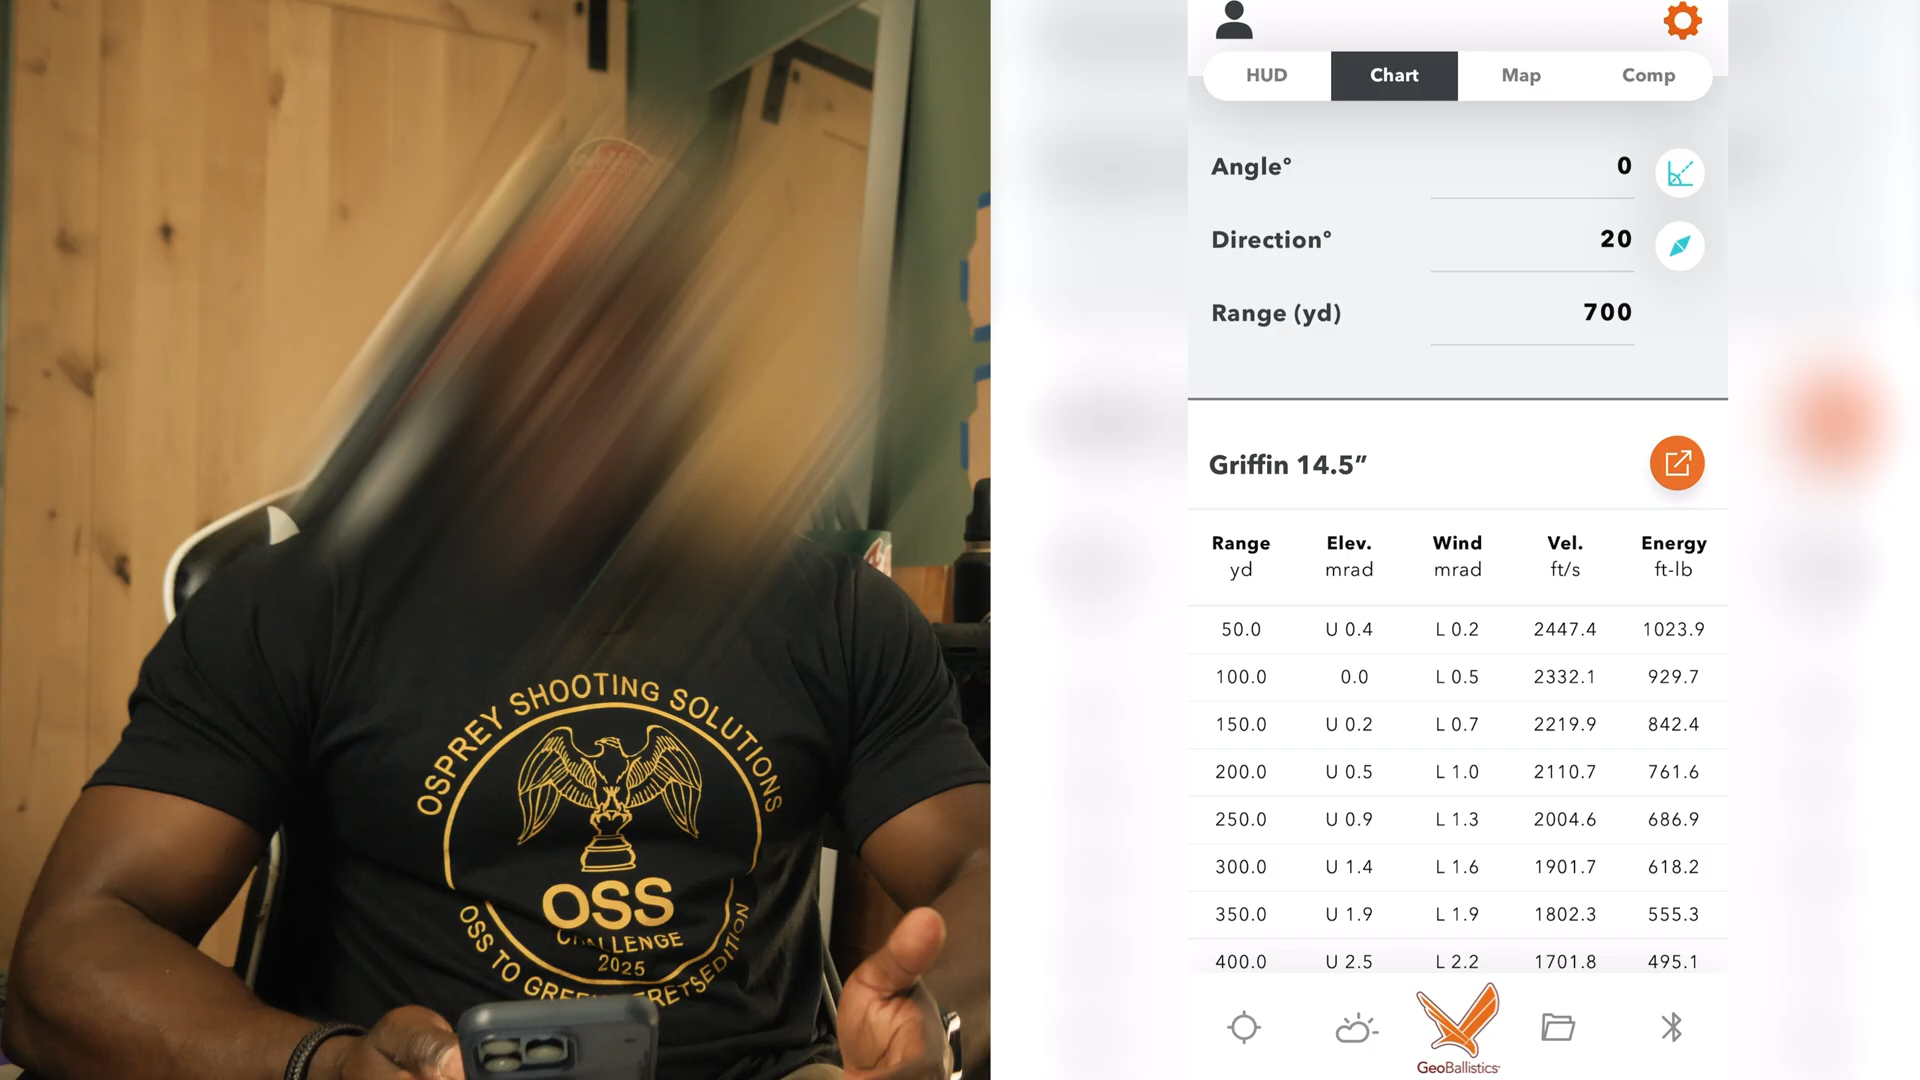 OSPREY SHOOTING SOLUTIONS
OSS
CHALLENGE
2025
OSS TO
EDITION
HUD Chart Map Comp
Angle° 0
Direction° 20
Range (yd) 700
Griffin 14.5”
Range Elev. Wind Vel. Energy
yd mrad mrad ft/s ft-lb
50.0 U 0.4 L 0.2 2447.4 1023.9
100.0 0.0 L 0.5 2332.1 929.7
150.0 U 0.2 L 0.7 2219.9 842.4
200.0 U 0.5 L 1.0 2110.7 761.6
250.0 U 0.9 L 1.3 2004.6 686.9
300.0 U 1.4 L 1.6 1901.7 618.2
350.0 U 1.9 L 1.9 1802.3 555.3
400.0 U 2.5 L 2.2 1701.8 495.1
GeoBallistics